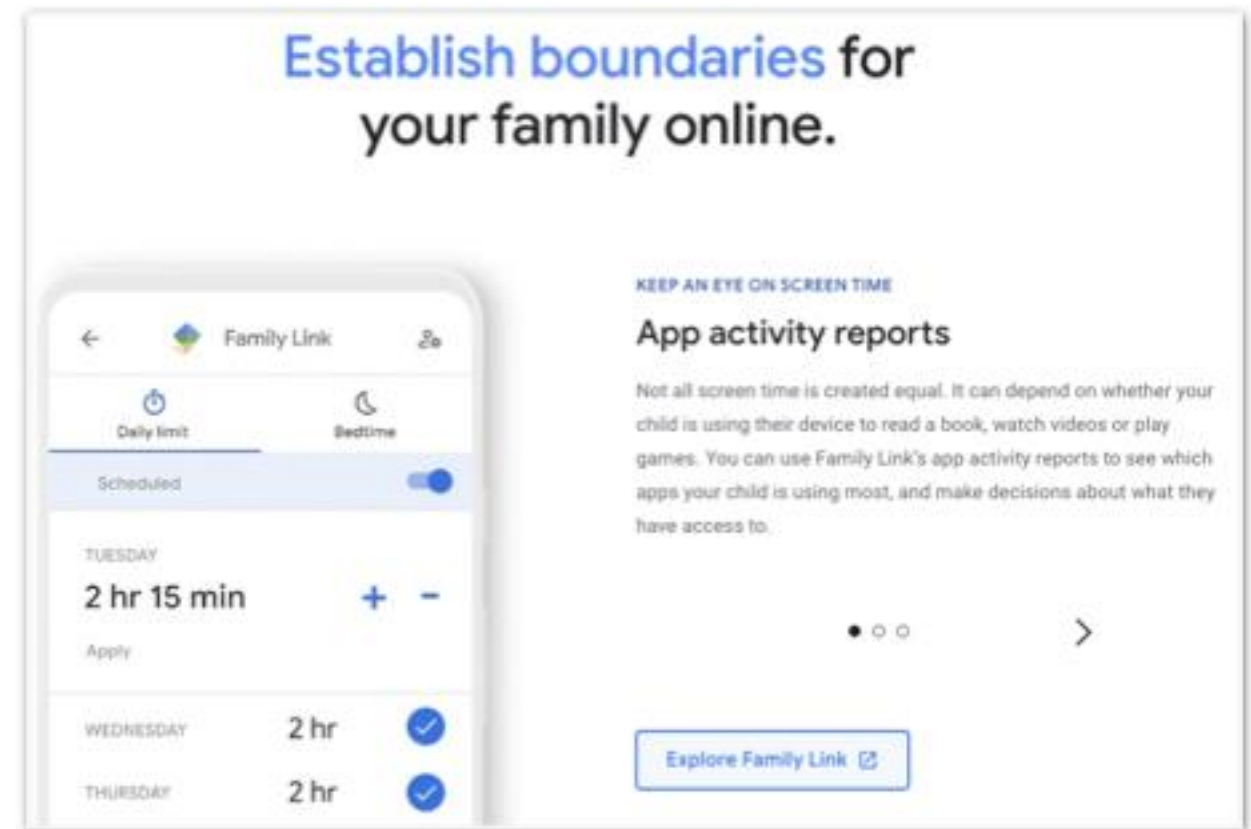 Establish boundaries for
your family online.
Family Link
Daily limit
Bedtime
Scheduled
TUESDAY
2 hr 15 min
+ -
Apply
WEDNESDAY 2 hr
THURSDAY 2 hr
KEEP AN EYE ON SCREEN TIME
App activity reports
Not all screen time is created equal. It can depend on whether your
child is using their device to read a book, watch videos or play
games. You can use Family Link's app activity reports to see which
apps your child is using most, and make decisions about what they
have access to.
Explore Family Link